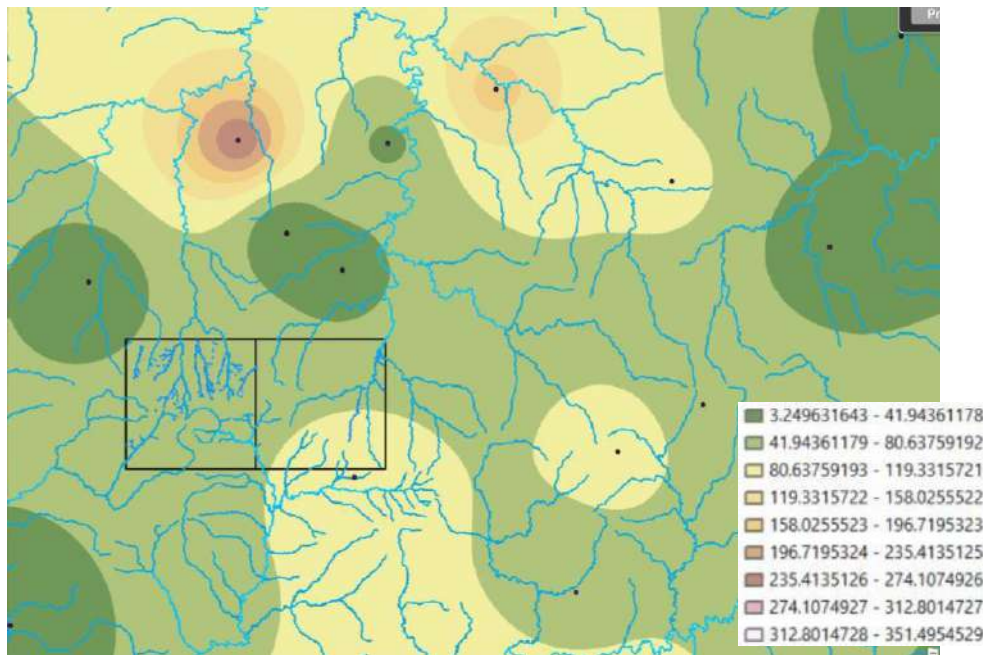 Pr
3.249631643 - 41.94361178
41.94361179 - 80.63759192
80.63759193 - 119.3315721
119.3315722 - 158.0255522
158.0255523 - 196.7195323
196.7195324 - 235.4135125
235.4135126 - 274.1074926
274.1074927 - 312.8014727
312.8014728 - 351.4954529